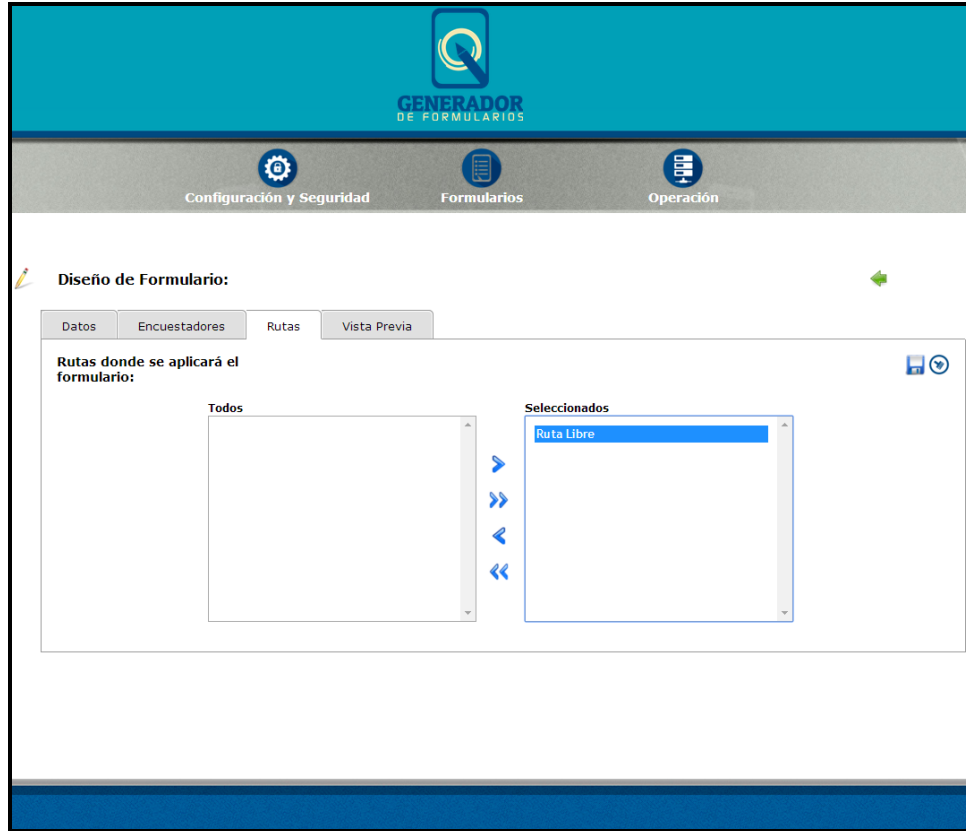 GENERADOR
DE FORMULARIOS
Configuración y Seguridad
Formularios
Operación
Diseño de Formulario:
Datos
Encuestadores
Rutas
Vista Previa
Rutas donde se aplicará el
formulario:
Todos
Seleccionados
Ruta Libre